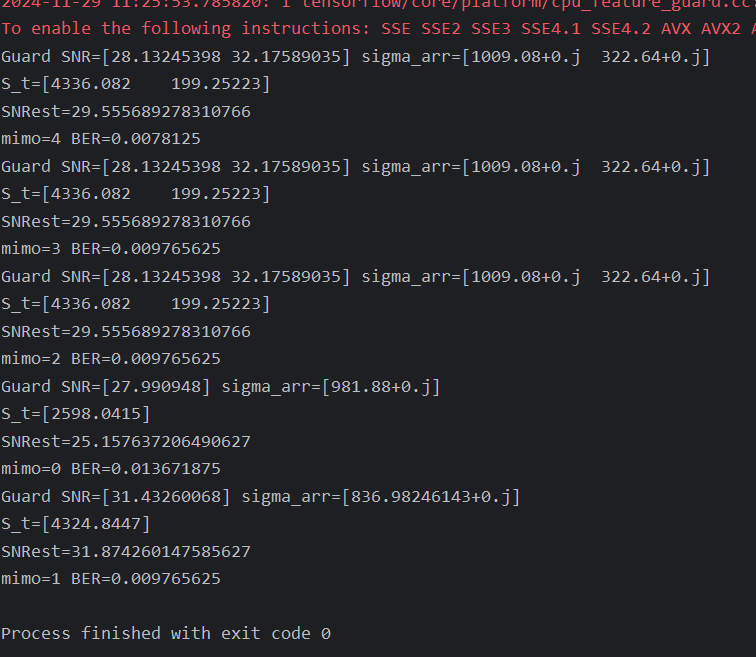 2024-11-29 11:25:53.785820: I tensorflow/core/platform/cpu_feature_guard.cc:
To enable the following instructions: SSE SSE2 SSE3 SSE4.1 SSE4.2 AVX AVX2 A
Guard SNR=[28.13245398 32.17589035] sigma_arr=[1009.08+0.j  322.64+0.j]
S_t=[4336.082    199.25223]
SNRest=29.555689278310766
mimo=4 BER=0.0078125
Guard SNR=[28.13245398 32.17589035] sigma_arr=[1009.08+0.j  322.64+0.j]
S_t=[4336.082    199.25223]
SNRest=29.555689278310766
mimo=3 BER=0.009765625
Guard SNR=[28.13245398 32.17589035] sigma_arr=[1009.08+0.j  322.64+0.j]
S_t=[4336.082    199.25223]
SNRest=29.555689278310766
mimo=2 BER=0.009765625
Guard SNR=[27.990948] sigma_arr=[981.88+0.j]
S_t=[2598.0415]
SNRest=25.157637206490627
mimo=0 BER=0.013671875
Guard SNR=[31.43260068] sigma_arr=[836.98246143+0.j]
S_t=[4324.8447]
SNRest=31.874260147585627
mimo=1 BER=0.009765625
Process finished with exit code 0